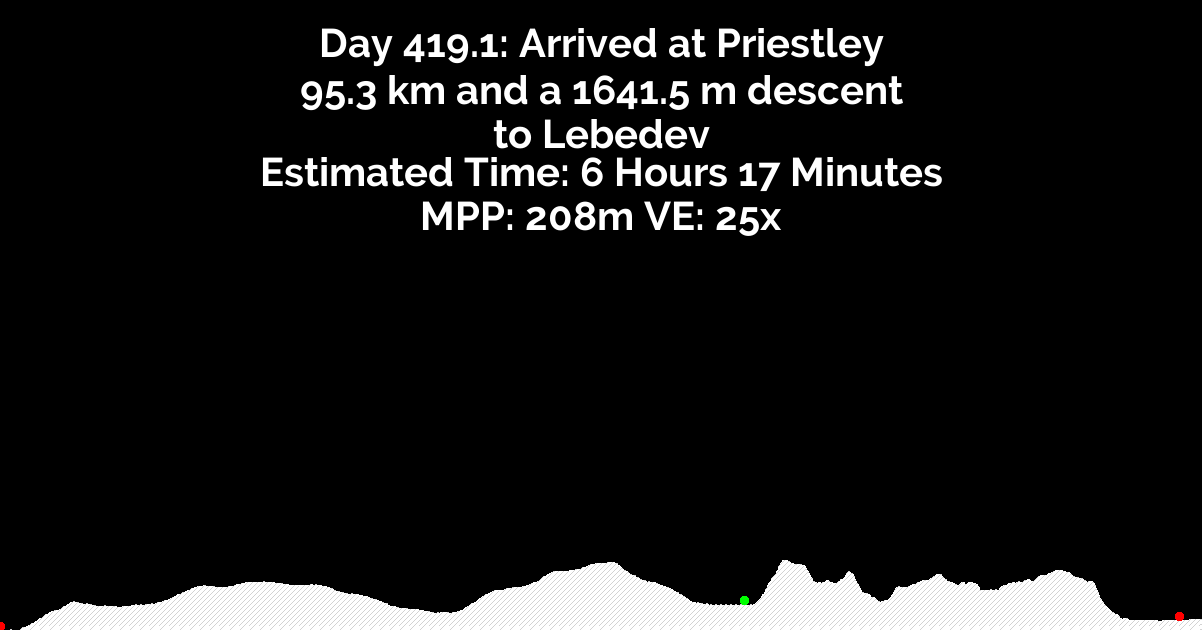 Day 419.1: Arrived at Priestley
95.3 km and a 1641.5 m descent
to Lebedev
Estimated Time: 6 Hours 17 Minutes
MPP: 208m VE: 25x